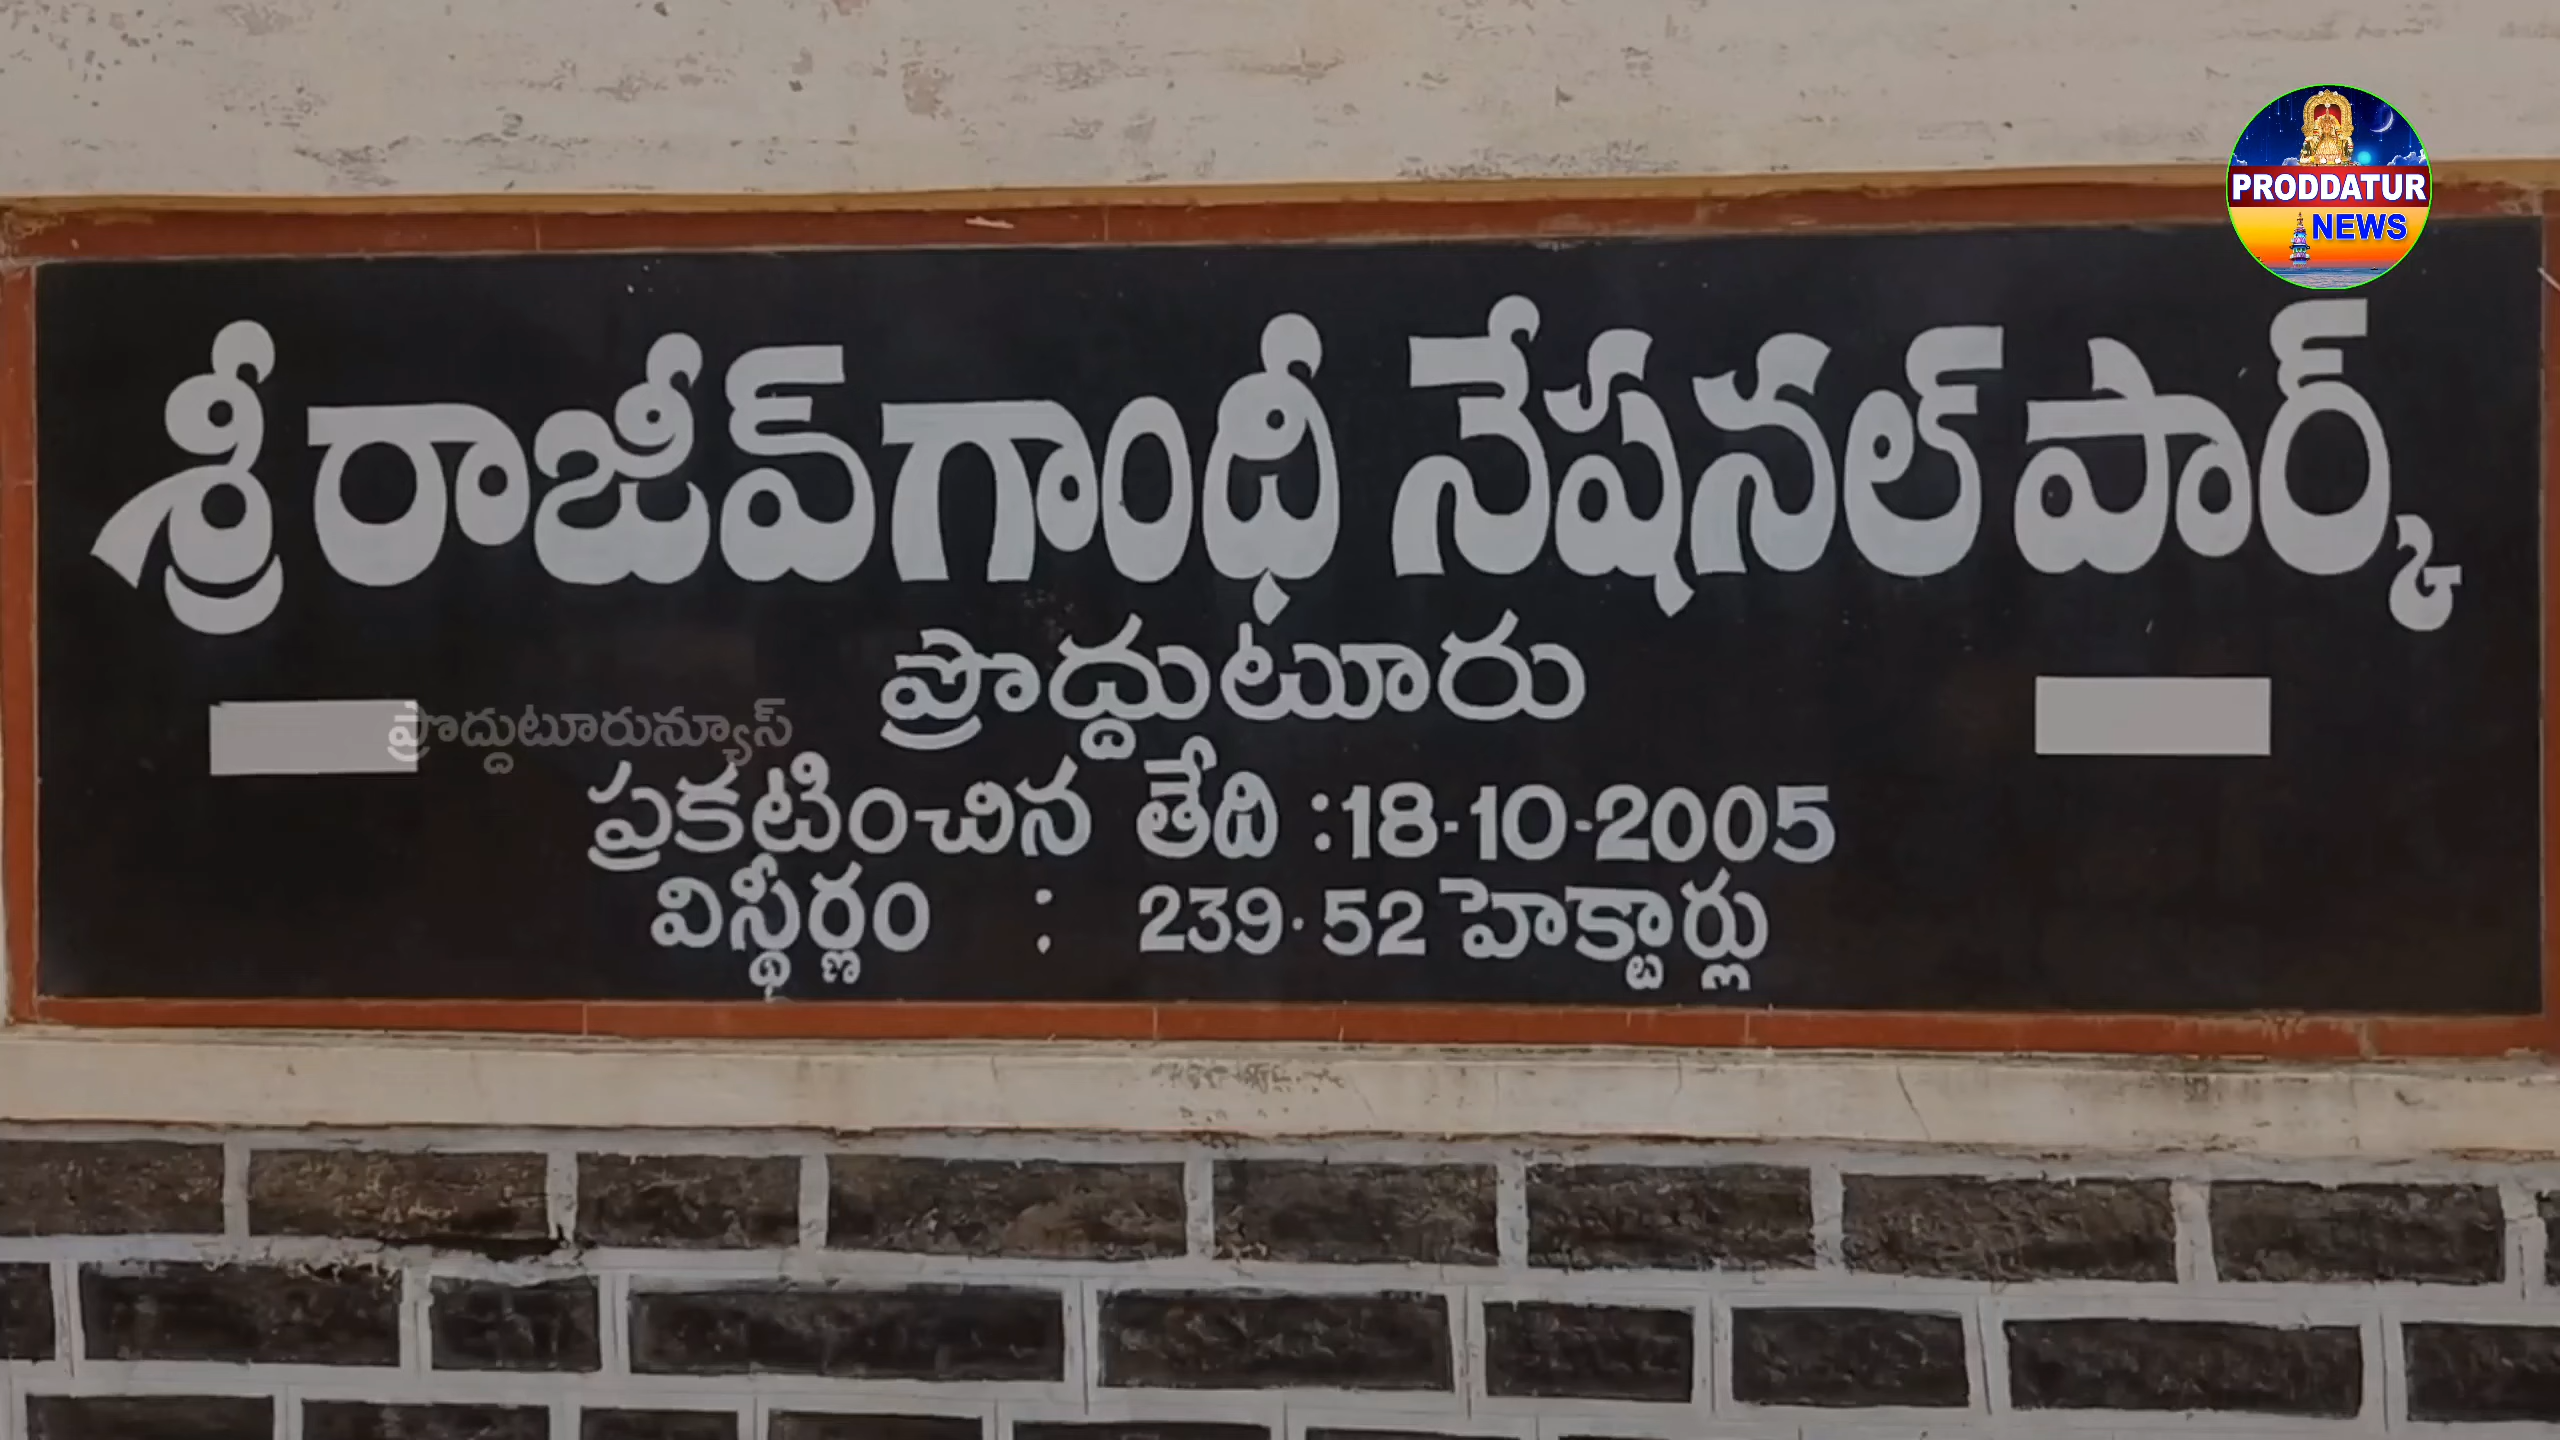 PRODDATUR
NEWS
శ్రీ రాజీవ్‌గాంధీ నేషనల్ పార్క్
ప్రొద్దుటూరు
ప్రొద్దుటూరున్యూస్
ప్రకటించిన తేది :18-10-2005
విస్థీర్ణం : 239.52 హెక్టార్లు